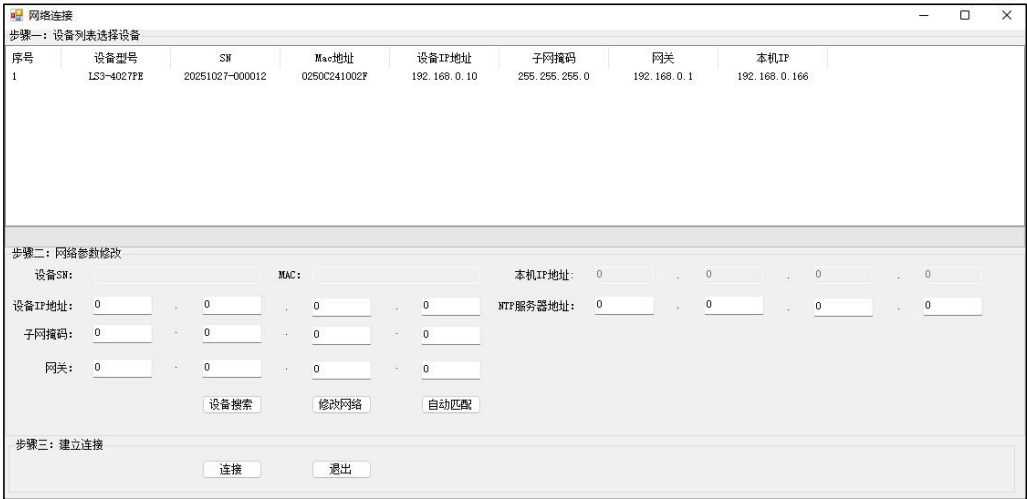 网络连接
步骤一：设备列表选择设备
序号 设备型号 SN Mac地址 设备IP地址 子网掩码 网关 本机IP
1 LS3-4027PE 20251027-000012 0250C241002F 192.168.0.10 255.255.255.0 192.168.0.1 192.168.0.166
步骤二：网络参数修改
设备SN: MAC: 本机IP地址: 0 . 0 . 0 . 0
设备IP地址: 0 . 0 . 0 . 0 NTP服务器地址: 0 . 0 . 0 . 0
子网掩码: 0 . 0 . 0 . 0
网关: 0 . 0 . 0 . 0
设备搜索 修改网络 自动匹配
步骤三：建立连接
连接 退出